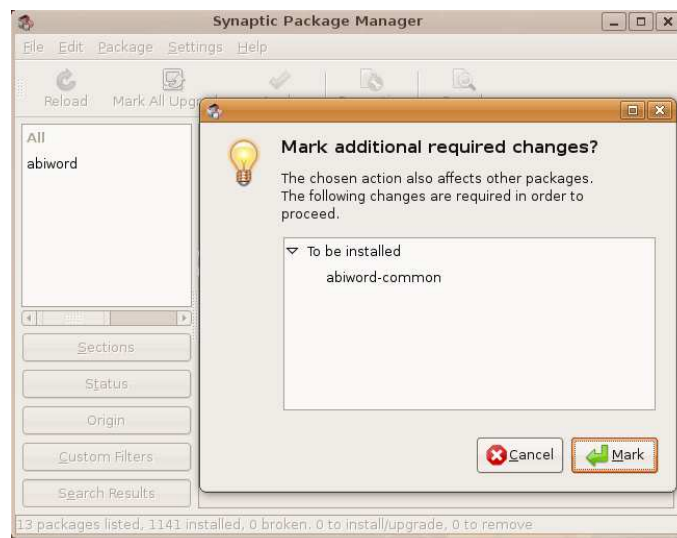 Synaptic Package Manager
File Edit Package Settings Help
Reload Mark All
All
abiword
Mark additional required changes?
The chosen action also affects other packages.
The following changes are required in order to
proceed.
To be installed
abiword-common
Cancel Mark
Sections
Status
Origin
Custom Filters
Search Results
13 packages listed, 1141 installed, 0 broken. 0 to install/upgrade, 0 to remove